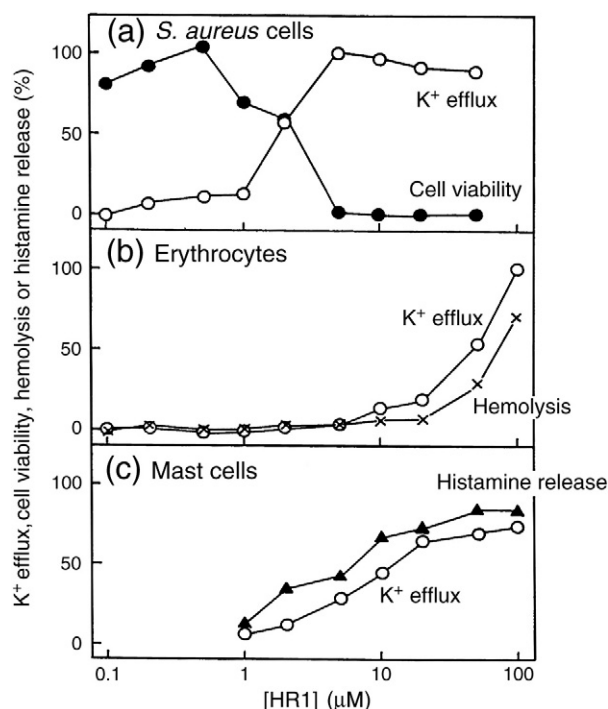 K+ efflux, cell viability, hemolysis or histamine release (%)
(a) S. aureus cells
100
50
0
K+ efflux
Cell viability
(b) Erythrocytes
100
50
0
K+ efflux
Hemolysis
(c) Mast cells
100
50
0
Histamine release
K+ efflux
0.1 1 10 100
[HR1] (μM)